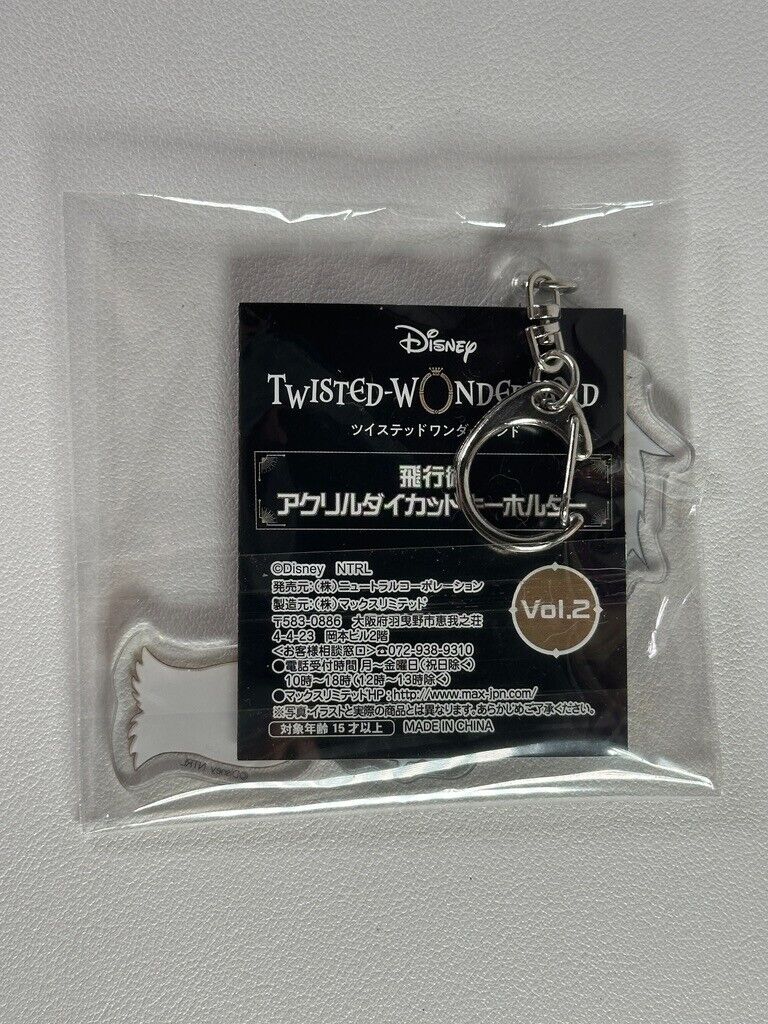 Disney
TWISTED-WONDERLAND
ツイステッドワンダーランド
飛行術
アクリルダイカットキーホルダー
©Disney NTRL
発売元:(株)ニュートラルコーポレーション
製造元:(株)マックスリミテッド
〒583-0886 大阪府羽曳野市恵我之荘
4-4-23 岡本ビル2階
<お客様相談窓口>☎072-938-9310
●電話受付時間 月～金曜日(祝日除く)
10時～18時(12時～13時除く)
●マックスリミテッドHP:http://www.max-jpn.com/
※写真・イラストと実際の商品とは異なります。あらかじめご了承ください。
対象年齢15才以上 MADE IN CHINA
Vol.2
©Disney NTRL